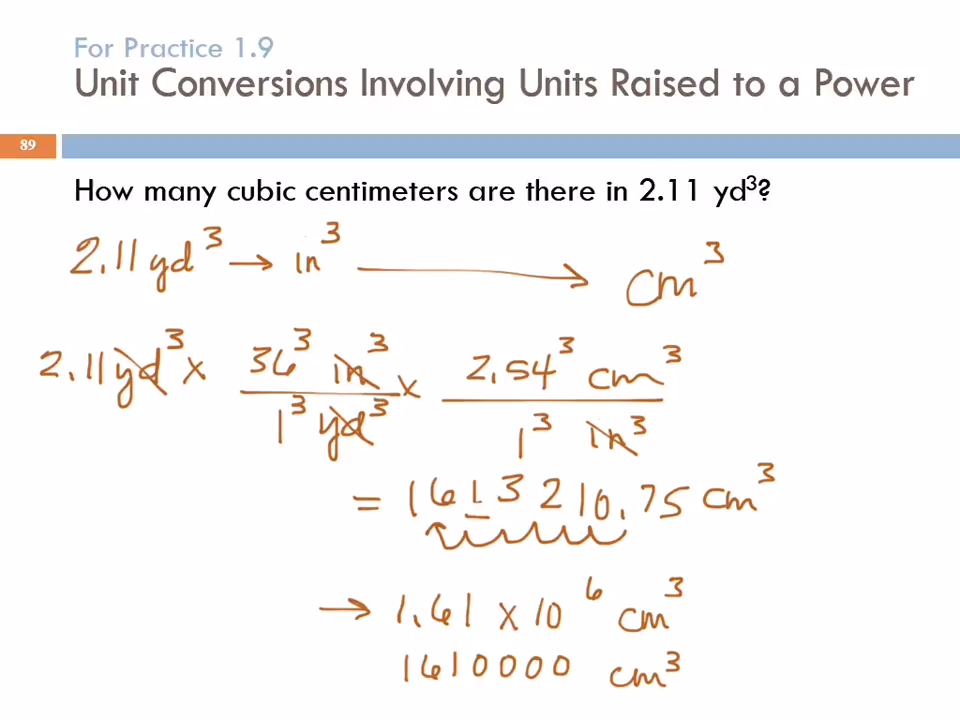 For Practice 1.9
Unit Conversions Involving Units Raised to a Power
89
How many cubic centimeters are there in 2.11 yd³?
2.11 yd³ → in³ → cm³
2.11 yd³ x 36³ in³ / 1³ yd³ x 2.54³ cm³ / 1³ in³
= 1613210.75 cm³
→ 1.61 x 10⁶ cm³
1610000 cm³